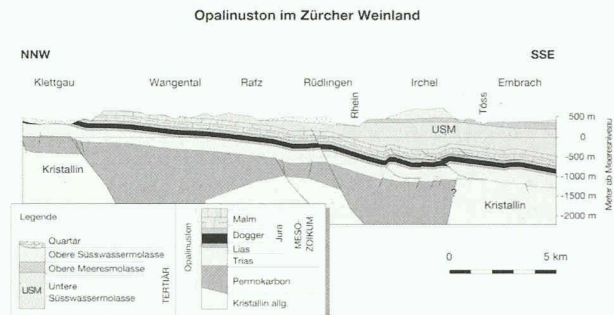 Opalinuston im Zürcher Weinland
NNW
SSE
Klettgau
Wangental
Rafz
Rüdlingen
Rhein
Irchel
Töss
Embrach
500 m
0
-500 m
-1000 m
-1500 m
-2000 m
Meter ab Meeresniveau
USM
Kristallin
?
Kristallin
Legende
Quartär
Obere Süsswassermolasse
Obere Meeresmolasse
USM
Untere
Süsswassermolasse
TERTIÄR
Opalinuston
Malm
Dogger
Lias
Trias
Jura
MESO-
ZOIKUM
Permokarbon
Kristallin allg.
0
5 km